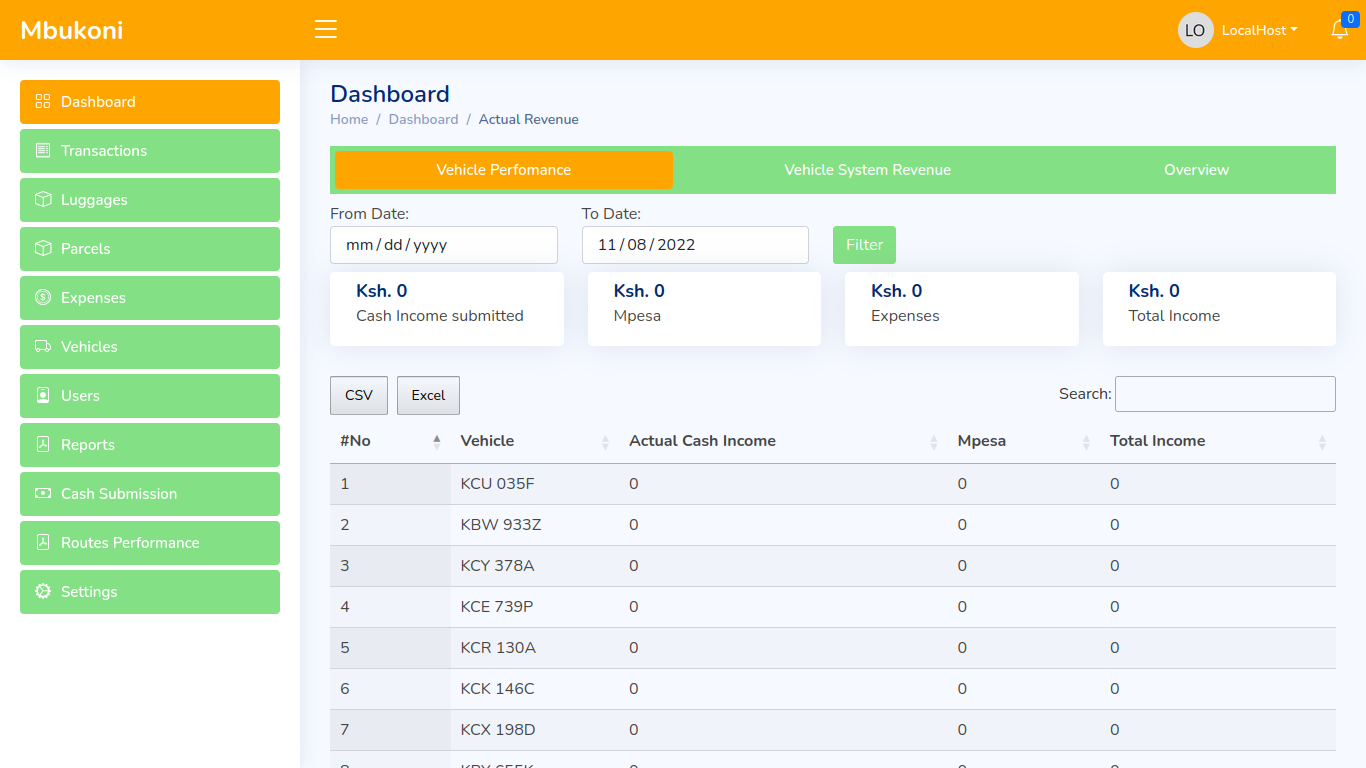 Mbukoni
LO LocalHost 0
Dashboard
Transactions
Luggages
Parcels
Expenses
Vehicles
Users
Reports
Cash Submission
Routes Performance
Settings
Dashboard
Home / Dashboard / Actual Revenue
Vehicle Perfomance Vehicle System Revenue Overview
From Date: To Date:
mm/dd/yyyy 11/08/2022 Filter
Ksh. 0 Ksh. 0 Ksh. 0 Ksh. 0
Cash Income submitted Mpesa Expenses Total Income
CSV Excel Search:
#No Vehicle Actual Cash Income Mpesa Total Income
1 KCU 035F 0 0 0
2 KBW 933Z 0 0 0
3 KCY 378A 0 0 0
4 KCE 739P 0 0 0
5 KCR 130A 0 0 0
6 KCK 146C 0 0 0
7 KCX 198D 0 0 0